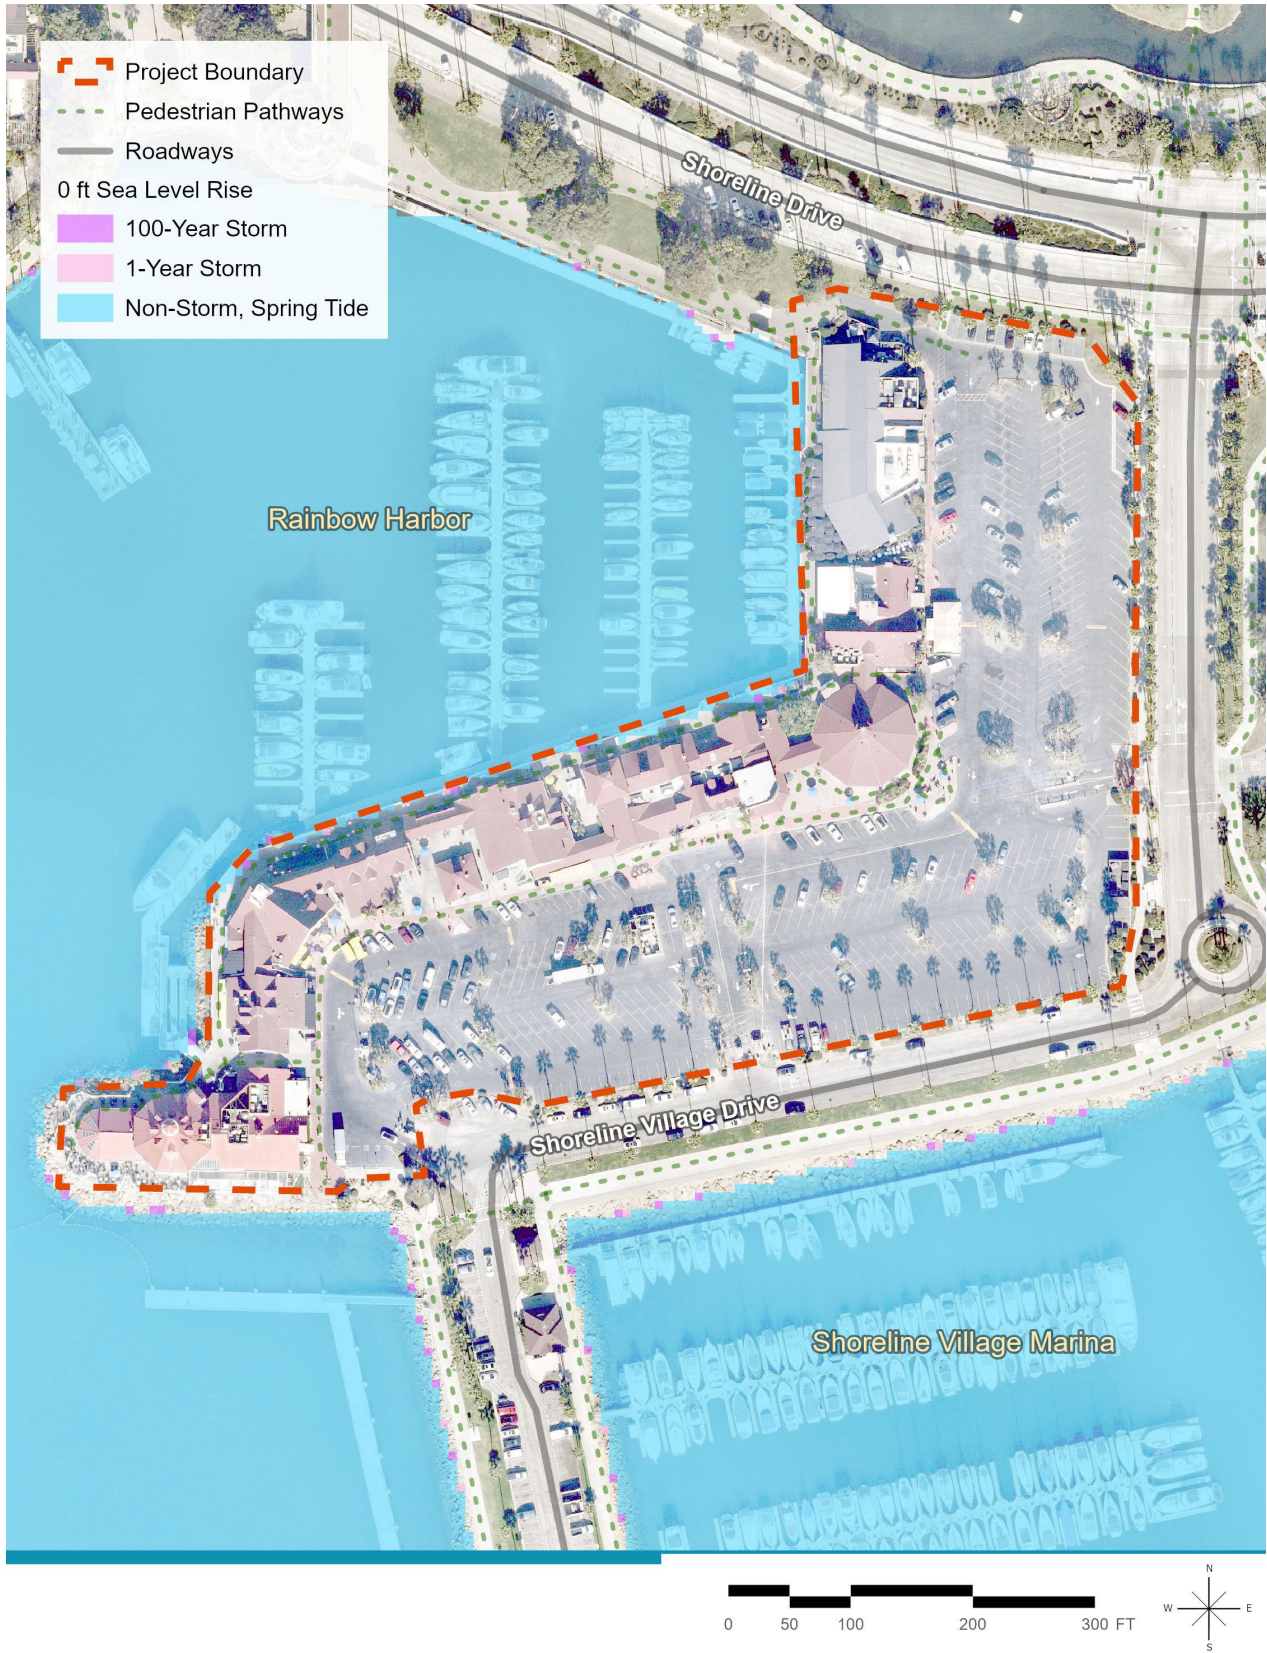 Project Boundary
Pedestrian Pathways
Roadways
0 ft Sea Level Rise
100-Year Storm
1-Year Storm
Non-Storm, Spring Tide
Shoreline Drive
Rainbow Harbor
Shoreline Village Drive
Shoreline Village Marina
0 50 100 200 300 FT
N
W E
S